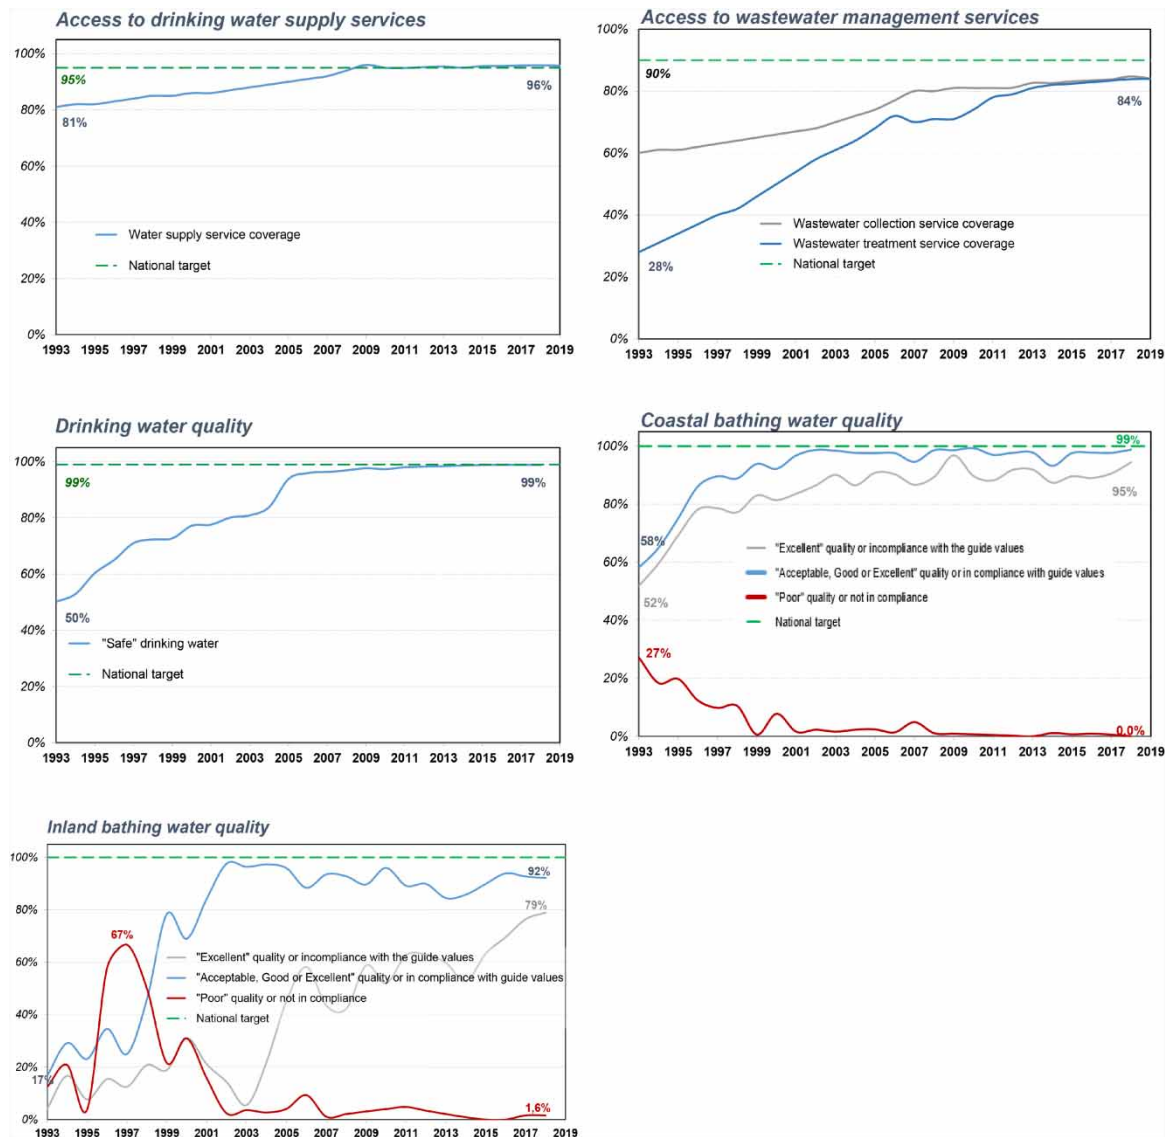 Access to drinking water supply services
100%
95%
96%
80%
81%
60%
40%
Water supply service coverage
National target
20%
0%
1993 1995 1997 1999 2001 2003 2005 2007 2009 2011 2013 2015 2017 2019
Access to wastewater management services
100%
90%
80%
84%
60%
40%
Wastewater collection service coverage
Wastewater treatment service coverage
National target
28%
20%
0%
1993 1995 1997 1999 2001 2003 2005 2007 2009 2011 2013 2015 2017 2019
Drinking water quality
100%
99%
99%
80%
60%
50%
40%
"Safe" drinking water
National target
20%
0%
1993 1995 1997 1999 2001 2003 2005 2007 2009 2011 2013 2015 2017 2019
Coastal bathing water quality
100%
99%
95%
80%
58%
60%
52%
"Excellent" quality or incompliance with the guide values
"Acceptable, Good or Excellent" quality or in compliance with guide values
"Poor" quality or not in compliance
National target
40%
27%
20%
0,0%
0%
1993 1995 1997 1999 2001 2003 2005 2007 2009 2011 2013 2015 2017 2019
Inland bathing water quality
100%
92%
80%
79%
67%
60%
"Excellent" quality or incompliance with the guide values
"Acceptable, Good or Excellent" quality or in compliance with guide values
"Poor" quality or not in compliance
National target
40%
20%
17%
1,6%
0%
1993 1995 1997 1999 2001 2003 2005 2007 2009 2011 2013 2015 2017 2019